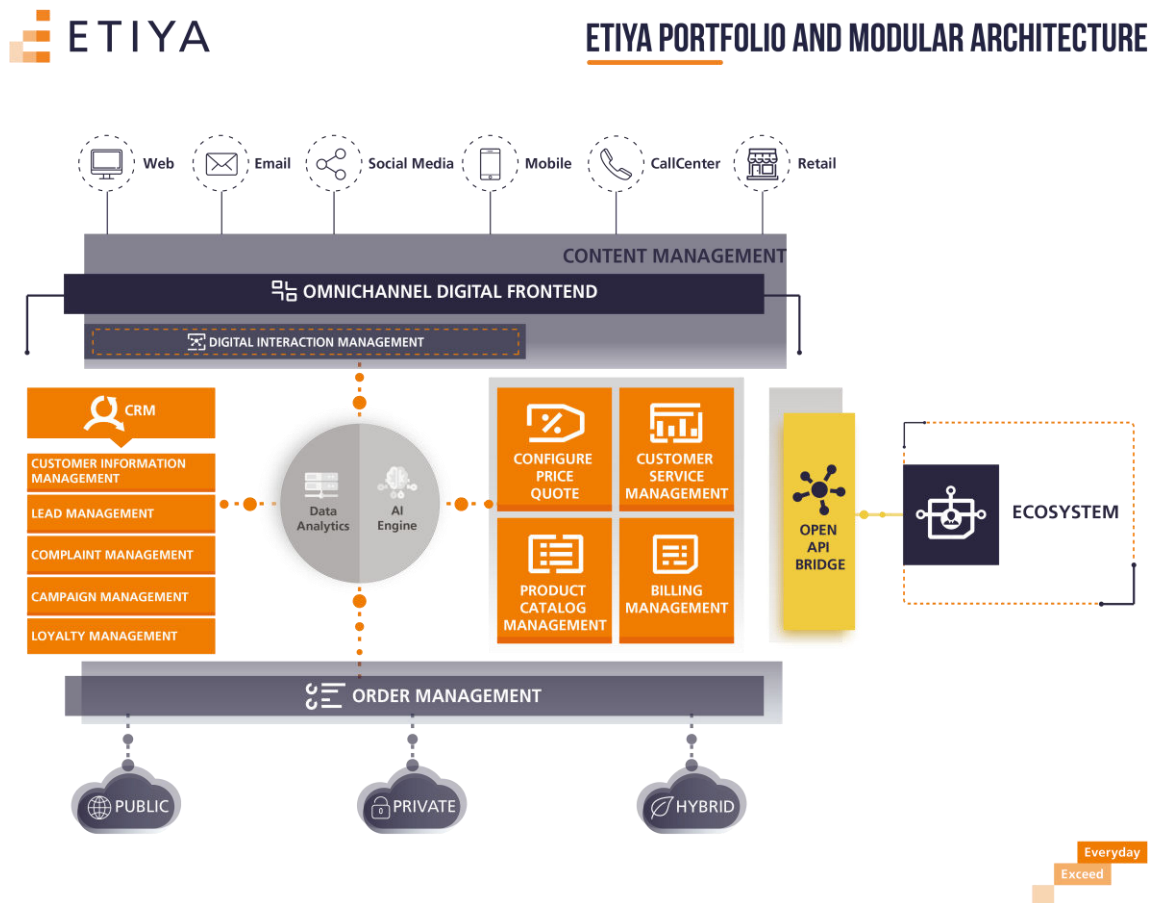 ETIYA
ETIYA PORTFOLIO AND MODULAR ARCHITECTURE
Web
Email
Social Media
Mobile
CallCenter
Retail
CONTENT MANAGEMENT
OMNICHANNEL DIGITAL FRONTEND
DIGITAL INTERACTION MANAGEMENT
CRM
CUSTOMER INFORMATION
MANAGEMENT
LEAD MANAGEMENT
COMPLAINT MANAGEMENT
CAMPAIGN MANAGEMENT
LOYALTY MANAGEMENT
Data
Analytics
AI
Engine
CONFIGURE
PRICE
QUOTE
CUSTOMER
SERVICE
MANAGEMENT
PRODUCT
CATALOG
MANAGEMENT
BILLING
MANAGEMENT
OPEN
API
BRIDGE
ECOSYSTEM
ORDER MANAGEMENT
PUBLIC
PRIVATE
HYBRID
Everyday
Exceed